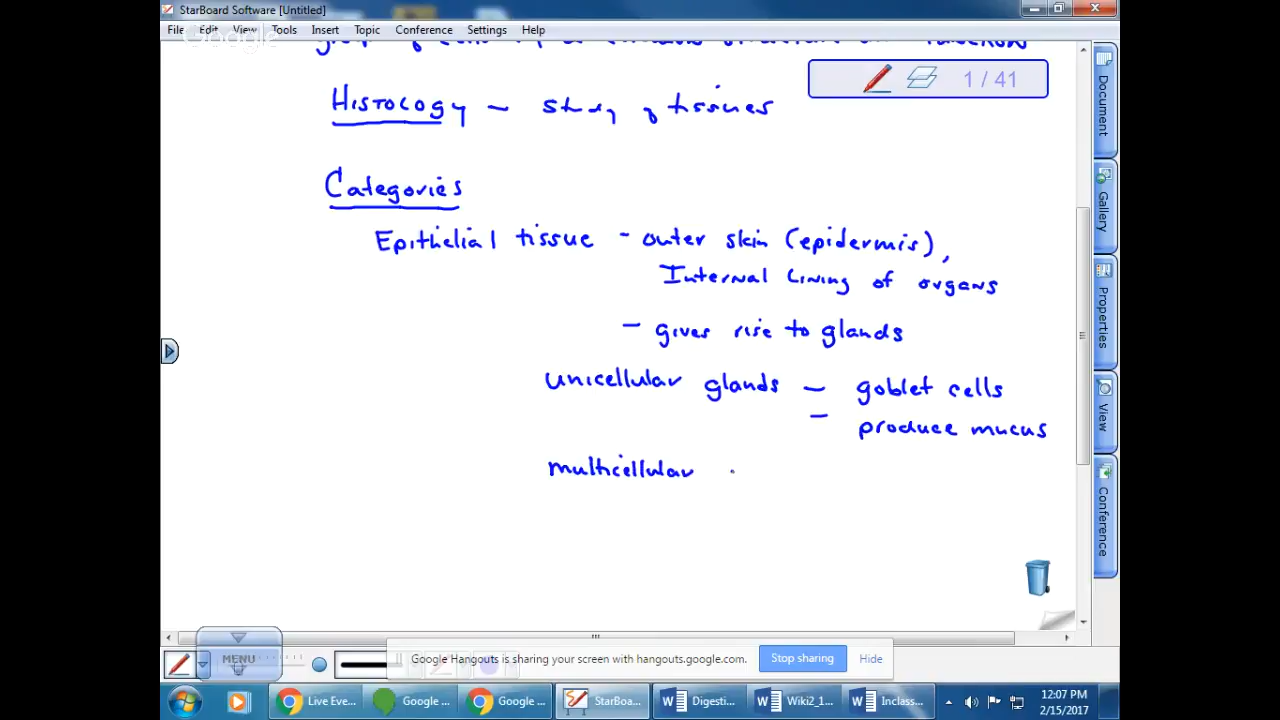 StarBoard Software [Untitled]
File Edit View Tools Insert Topic Conference Settings Help
Google
1 / 41
Histology - study of tissues
Categories
Epithelial tissue - outer skin (epidermis),
Internal Lining of organs
- gives rise to glands
unicellular glands - goblet cells
- produce mucus
multicellular
Document
Gallery
Properties
View
Conference
MENU
Google Hangouts is sharing your screen with hangouts.google.com. Stop sharing Hide
Live Eve... Google ... Google ... StarBoa... Digesti... Wiki2_1... Inclass...
12:07 PM
2/15/2017